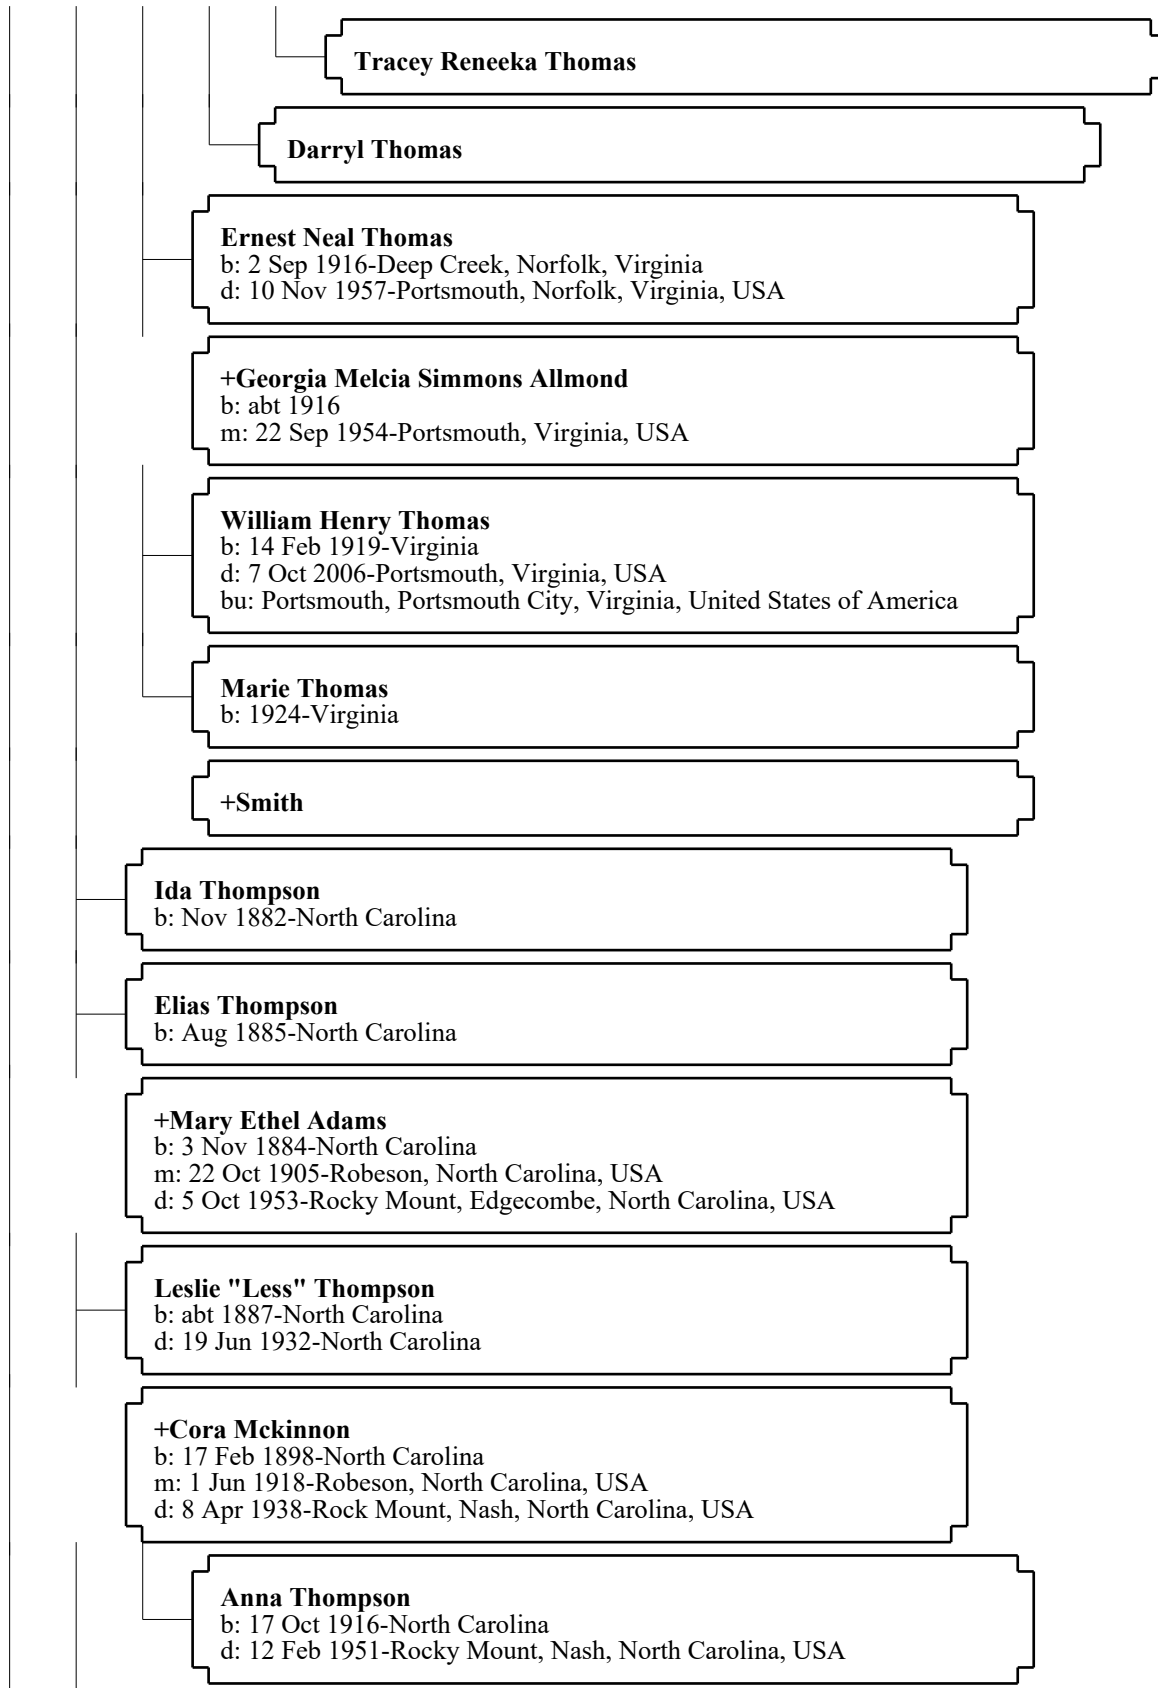 Tracey Reneeka Thomas
Darryl Thomas
Ernest Neal Thomas
b: 2 Sep 1916-Deep Creek, Norfolk, Virginia
d: 10 Nov 1957-Portsmouth, Norfolk, Virginia, USA
+Georgia Melcia Simmons Allmond
b: abt 1916
m: 22 Sep 1954-Portsmouth, Virginia, USA
William Henry Thomas
b: 14 Feb 1919-Virginia
d: 7 Oct 2006-Portsmouth, Virginia, USA
bu: Portsmouth, Portsmouth City, Virginia, United States of America
Marie Thomas
b: 1924-Virginia
+Smith
Ida Thompson
b: Nov 1882-North Carolina
Elias Thompson
b: Aug 1885-North Carolina
+Mary Ethel Adams
b: 3 Nov 1884-North Carolina
m: 22 Oct 1905-Robeson, North Carolina, USA
d: 5 Oct 1953-Rocky Mount, Edgecombe, North Carolina, USA
Leslie "Less" Thompson
b: abt 1887-North Carolina
d: 19 Jun 1932-North Carolina
+Cora Mckinnon
b: 17 Feb 1898-North Carolina
m: 1 Jun 1918-Robeson, North Carolina, USA
d: 8 Apr 1938-Rock Mount, Nash, North Carolina, USA
Anna Thompson
b: 17 Oct 1916-North Carolina
d: 12 Feb 1951-Rocky Mount, Nash, North Carolina, USA